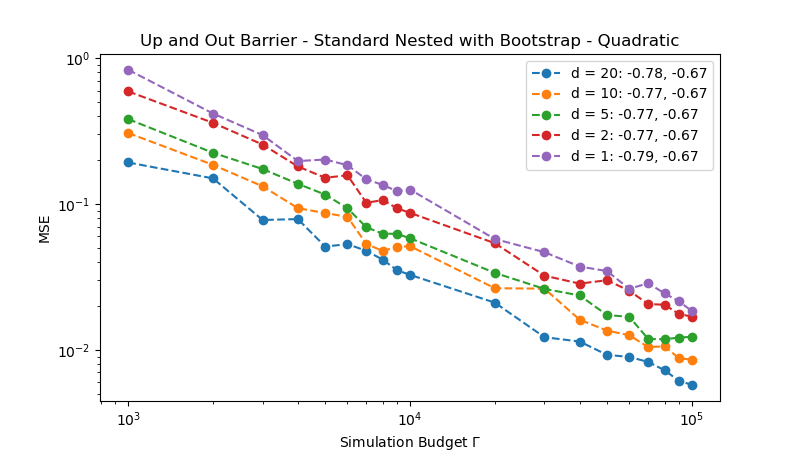 Up and Out Barrier - Standard Nested with Bootstrap - Quadratic
d = 20: -0.78, -0.67
d = 10: -0.77, -0.67
d = 5: -0.77, -0.67
d = 2: -0.77, -0.67
d = 1: -0.79, -0.67
MSE
10⁰
10⁻¹
10⁻²
10³
10⁴
10⁵
Simulation Budget Γ